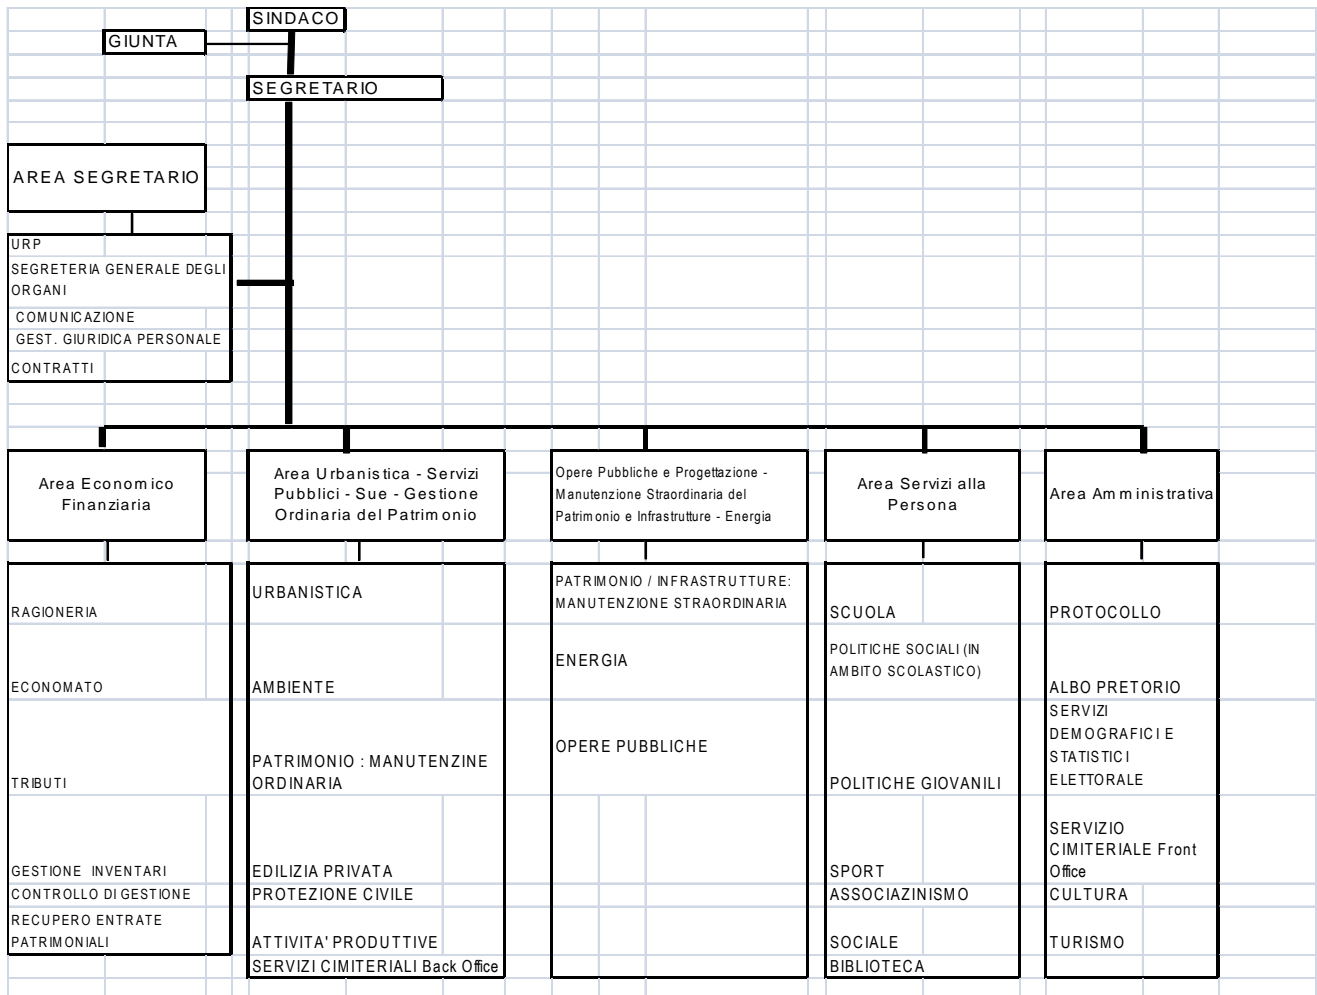 SINDACO
GIUNTA
SEGRETARIO
AREA SEGRETARIO
URP
SEGRETERIA GENERALE DEGLI
ORGANI
COMUNICAZIONE
GEST. GIURIDICA PERSONALE
CONTRATTI
Area Economico
Finanziaria
Area Urbanistica - Servizi
Pubblici - Sue - Gestione
Ordinaria del Patrimonio
Opere Pubbliche e Progettazione -
Manutenzione Straordinaria del
Patrimonio e Infrastrutture - Energia
Area Servizi alla
Persona
Area Amministrativa
RAGIONERIA
ECONOMATO
TRIBUTI
GESTIONE INVENTARI
CONTROLLO DI GESTIONE
RECUPERO ENTRATE
PATRIMONIALI
URBANISTICA
AMBIENTE
PATRIMONIO : MANUTENZINE
ORDINARIA
EDILIZIA PRIVATA
PROTEZIONE CIVILE
ATTIVITA' PRODUTTIVE
SERVIZI CIMITERIALI Back Office
PATRIMONIO / INFRASTRUTTURE:
MANUTENZIONE STRAORDINARIA
ENERGIA
OPERE PUBBLICHE
SCUOLA
POLITICHE SOCIALI (IN
AMBITO SCOLASTICO)
POLITICHE GIOVANILI
SPORT
ASSOCIAZINISMO
SOCIALE
BIBLIOTECA
PROTOCOLLO
ALBO PRETORIO
SERVIZI
DEMOGRAFICI E
STATISTICI
ELETTORALE
SERVIZIO
CIMITERIALE Front
Office
CULTURA
TURISMO